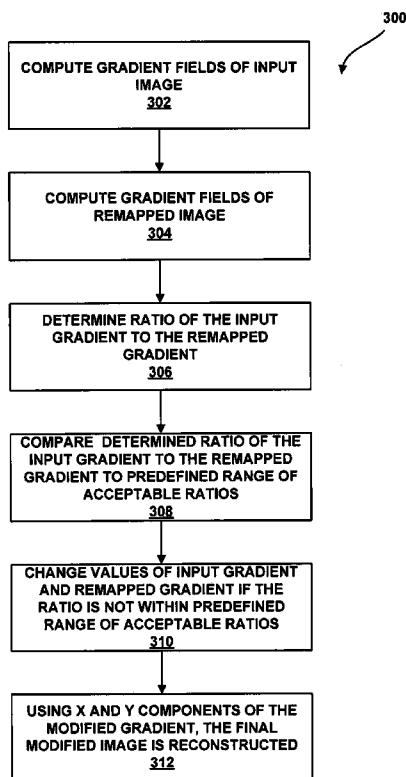 300
COMPUTE GRADIENT FIELDS OF INPUT
IMAGE
302
COMPUTE GRADIENT FIELDS OF
REMAPPED IMAGE
304
DETERMINE RATIO OF THE INPUT
GRADIENT TO THE REMAPPED
GRADIENT
306
COMPARE DETERMINED RATIO OF THE
INPUT GRADIENT TO THE REMAPPED
GRADIENT TO PREDEFINED RANGE OF
ACCEPTABLE RATIOS
308
CHANGE VALUES OF INPUT GRADIENT
AND REMAPPED GRADIENT IF THE
RATIO IS NOT WITHIN PREDEFINED
RANGE OF ACCEPTABLE RATIOS
310
USING X AND Y COMPONENTS OF THE
MODIFIED GRADIENT, THE FINAL
MODIFIED IMAGE IS RECONSTRUCTED
312